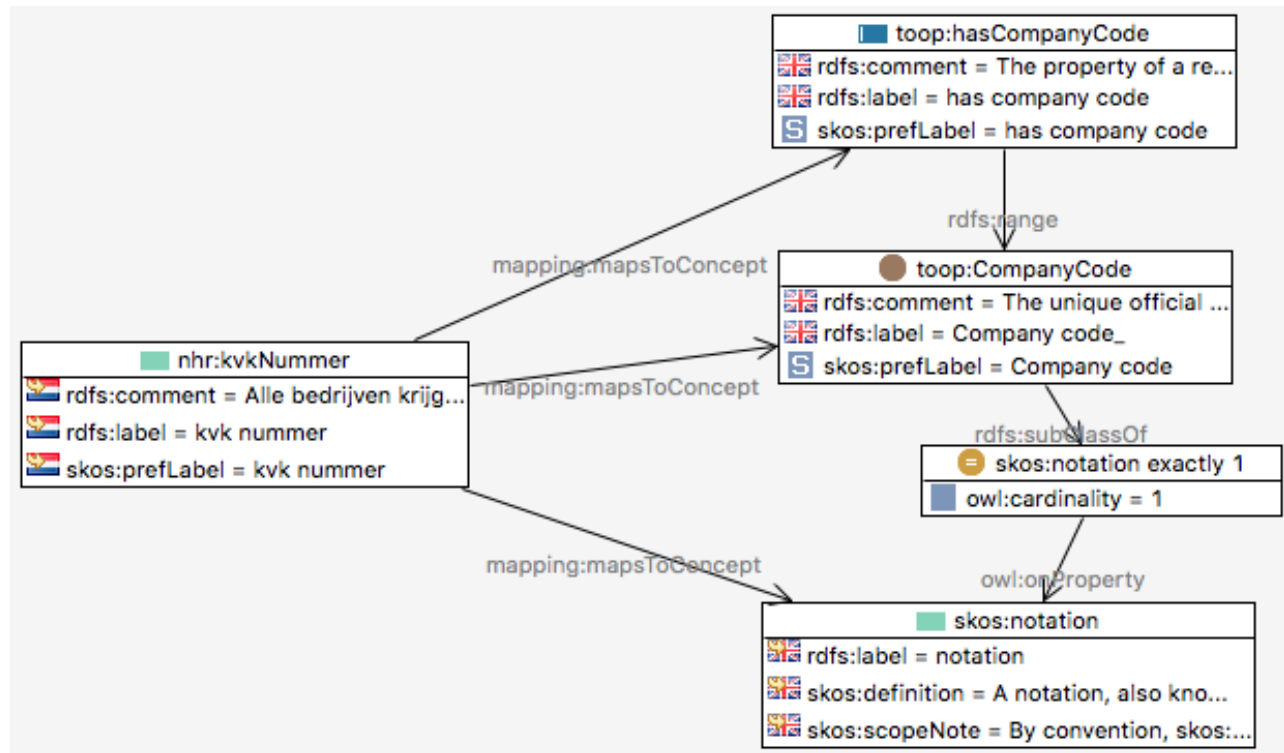 toop:hasCompanyCode
rdfs:comment = The property of a re...
rdfs:label = has company code
skos:prefLabel = has company code
rdfs:range
mapping:mapsToConcept
toop:CompanyCode
rdfs:comment = The unique official ...
rdfs:label = Company code_
skos:prefLabel = Company code
nhr:kvkNummer
rdfs:comment = Alle bedrijven krijg...
rdfs:label = kvk nummer
skos:prefLabel = kvk nummer
mapping:mapsToConcept
rdfs:subClassOf
= skos:notation exactly 1
owl:cardinality = 1
mapping:mapsToConcept
owl:onProperty
skos:notation
rdfs:label = notation
skos:definition = A notation, also kno...
skos:scopeNote = By convention, skos:...